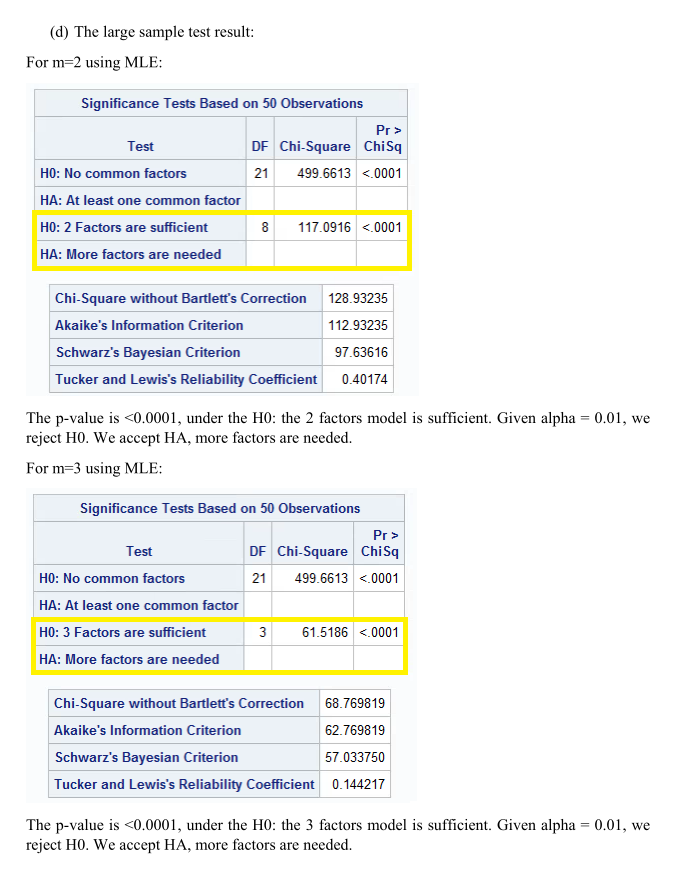 (d) The large sample test result:
For m=2 using MLE:
Significance Tests Based on 50 Observations
Test DF Chi-Square Pr > ChiSq
H0: No common factors 21 499.6613 <.0001
HA: At least one common factor
H0: 2 Factors are sufficient 8 117.0916 <.0001
HA: More factors are needed
Chi-Square without Bartlett's Correction 128.93235
Akaike's Information Criterion 112.93235
Schwarz's Bayesian Criterion 97.63616
Tucker and Lewis's Reliability Coefficient 0.40174
The p-value is <0.0001, under the H0: the 2 factors model is sufficient. Given alpha = 0.01, we
reject H0. We accept HA, more factors are needed.
For m=3 using MLE:
Significance Tests Based on 50 Observations
Test DF Chi-Square Pr > ChiSq
H0: No common factors 21 499.6613 <.0001
HA: At least one common factor
H0: 3 Factors are sufficient 3 61.5186 <.0001
HA: More factors are needed
Chi-Square without Bartlett's Correction 68.769819
Akaike's Information Criterion 62.769819
Schwarz's Bayesian Criterion 57.033750
Tucker and Lewis's Reliability Coefficient 0.144217
The p-value is <0.0001, under the H0: the 3 factors model is sufficient. Given alpha = 0.01, we
reject H0. We accept HA, more factors are needed.